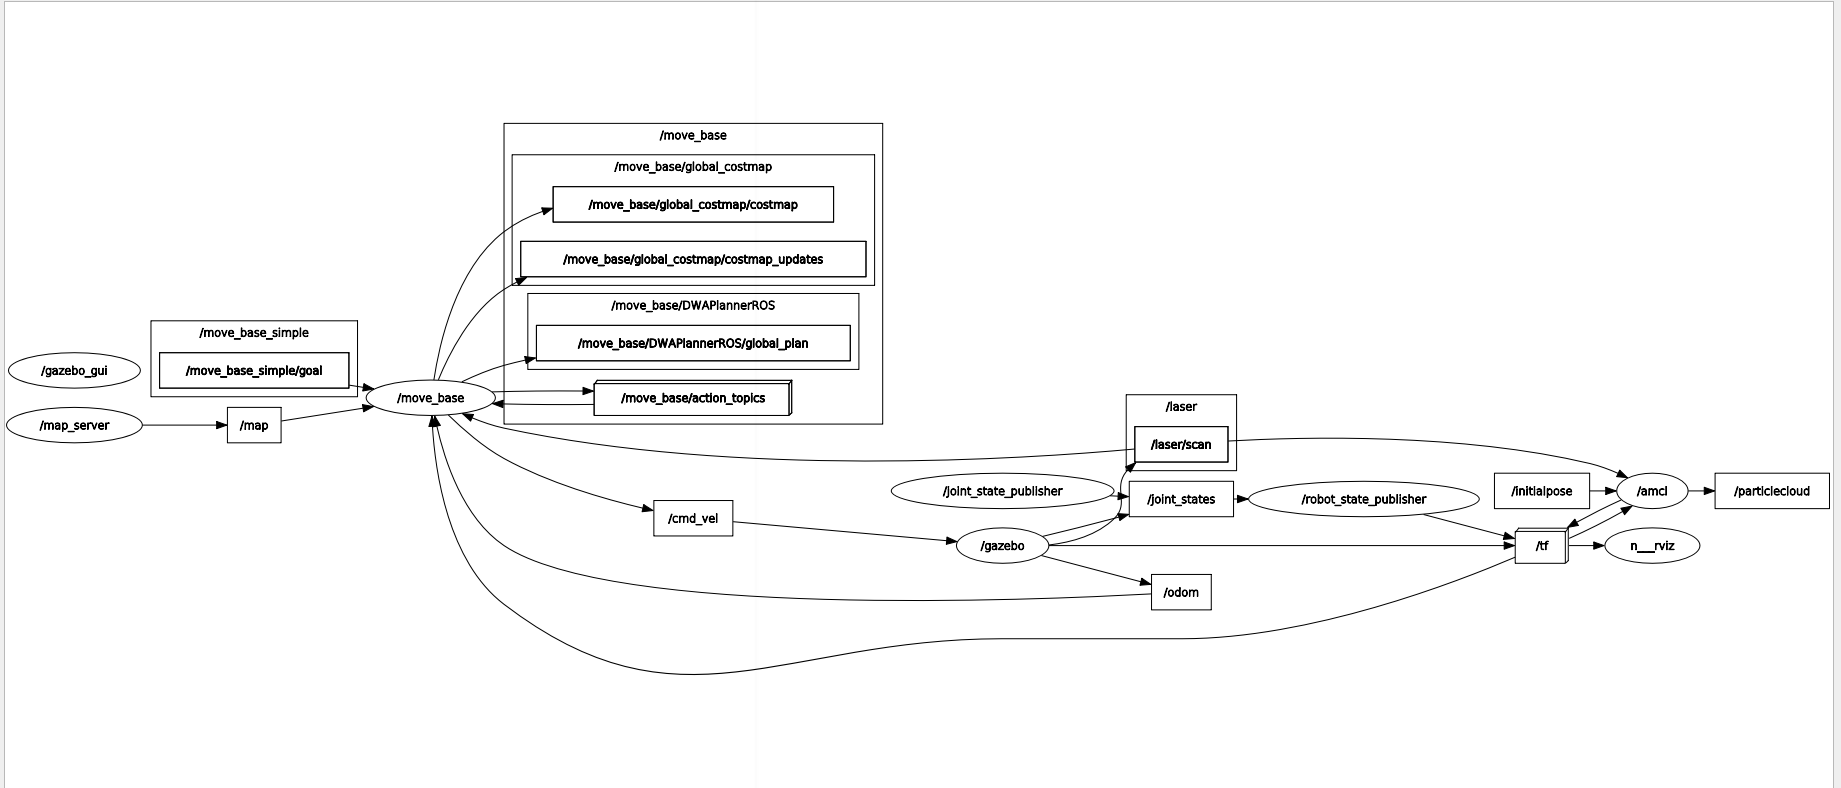 /move_base
/move_base/global_costmap
/move_base/global_costmap/costmap
/move_base/global_costmap/costmap_updates
/move_base/DWAPlannerROS
/move_base/DWAPlannerROS/global_plan
/move_base/action_topics
/move_base_simple
/move_base_simple/goal
/gazebo_gui
/map_server
/map
/move_base
/laser
/laser/scan
/joint_state_publisher
/joint_states
/robot_state_publisher
/initialpose
/amcl
/particlecloud
/cmd_vel
/gazebo
/tf
n__rviz
/odom